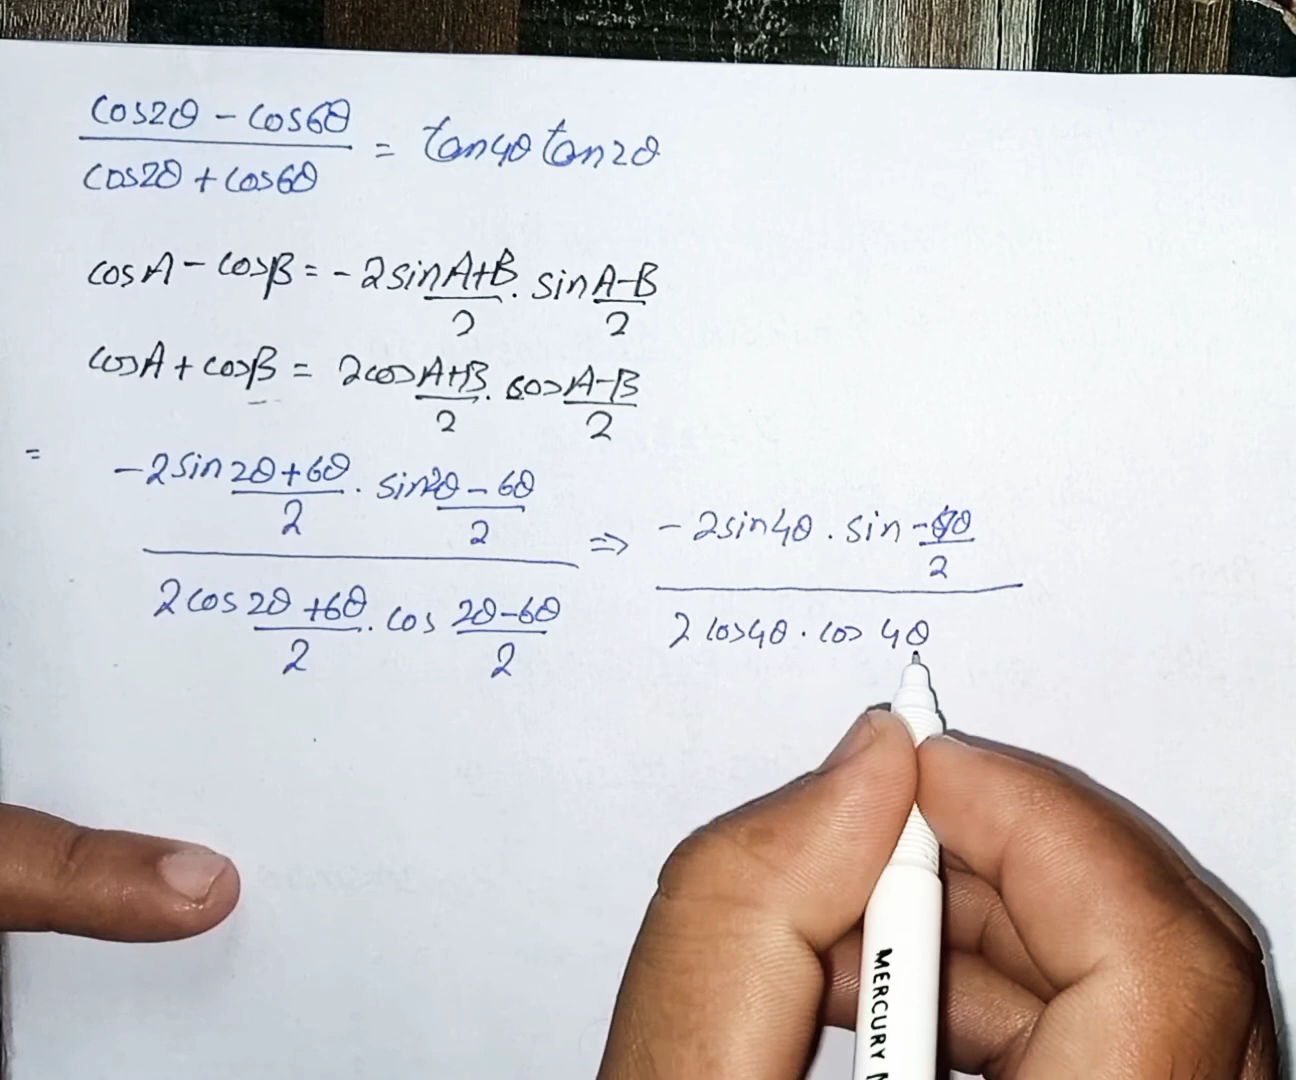 cos2θ - cos6θ / cos2θ + cos6θ = tan4θ tan2θ
cosA - cosB = -2sin A+B/2 . sin A-B/2
cosA + cosB = 2cos A+B/2 . cos A-B/2
= -2sin 2θ+6θ/2 . sin 2θ-6θ/2 / 2cos 2θ+6θ/2 . cos 2θ-6θ/2 ⇒ -2sin4θ . sin /2 / 2cos4θ . cos 4θ
MERCURY